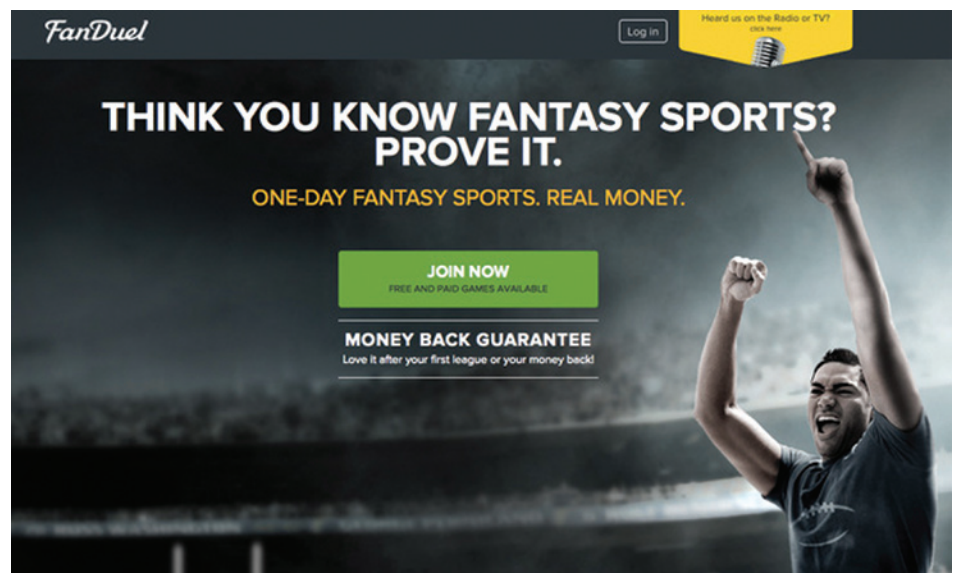 FanDuel
Log in
Heard us on the Radio or TV?
click here
THINK YOU KNOW FANTASY SPORTS?
PROVE IT.
ONE-DAY FANTASY SPORTS. REAL MONEY.
JOIN NOW
FREE AND PAID GAMES AVAILABLE
MONEY BACK GUARANTEE
Love it after your first league or your money back!